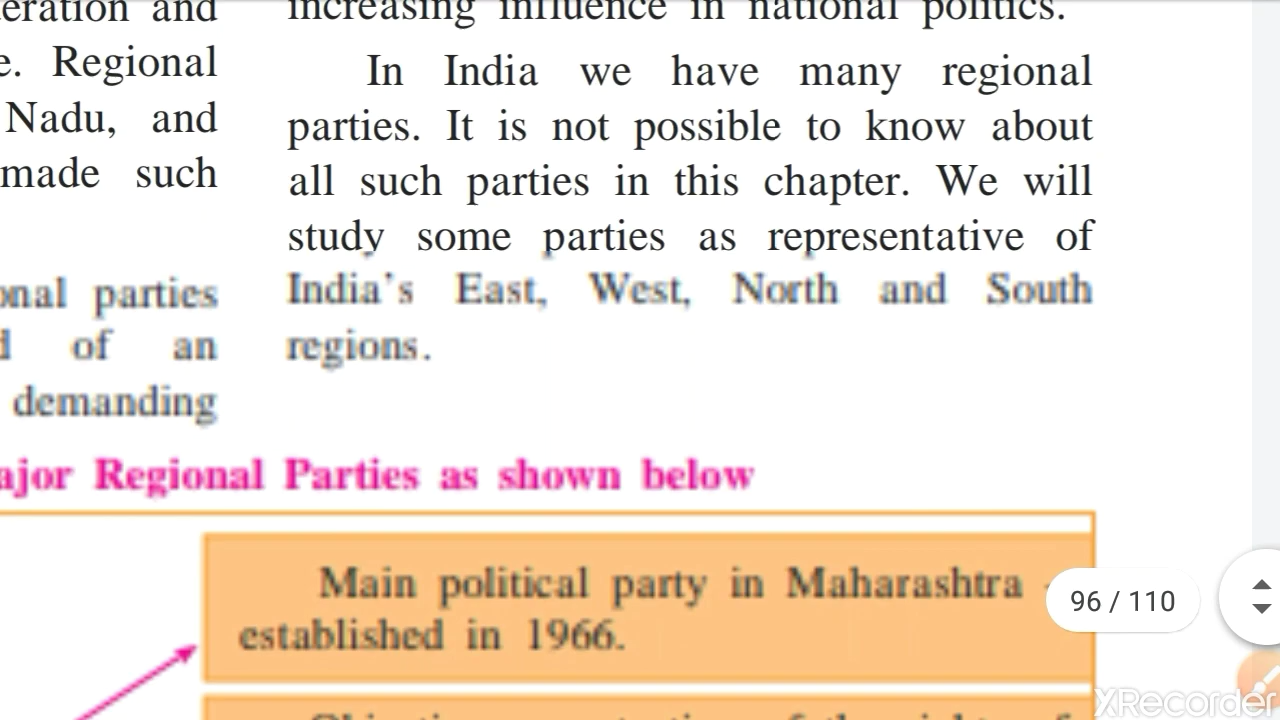 eration and
e. Regional
Nadu, and
made such
onal parties
d of an
demanding
increasing influence in national politics.
In India we have many regional
parties. It is not possible to know about
all such parties in this chapter. We will
study some parties as representative of
India's East, West, North and South
regions.
ajor Regional Parties as shown below
Main political party in Maharashtra -
established in 1966.
96 / 110
XRecorder